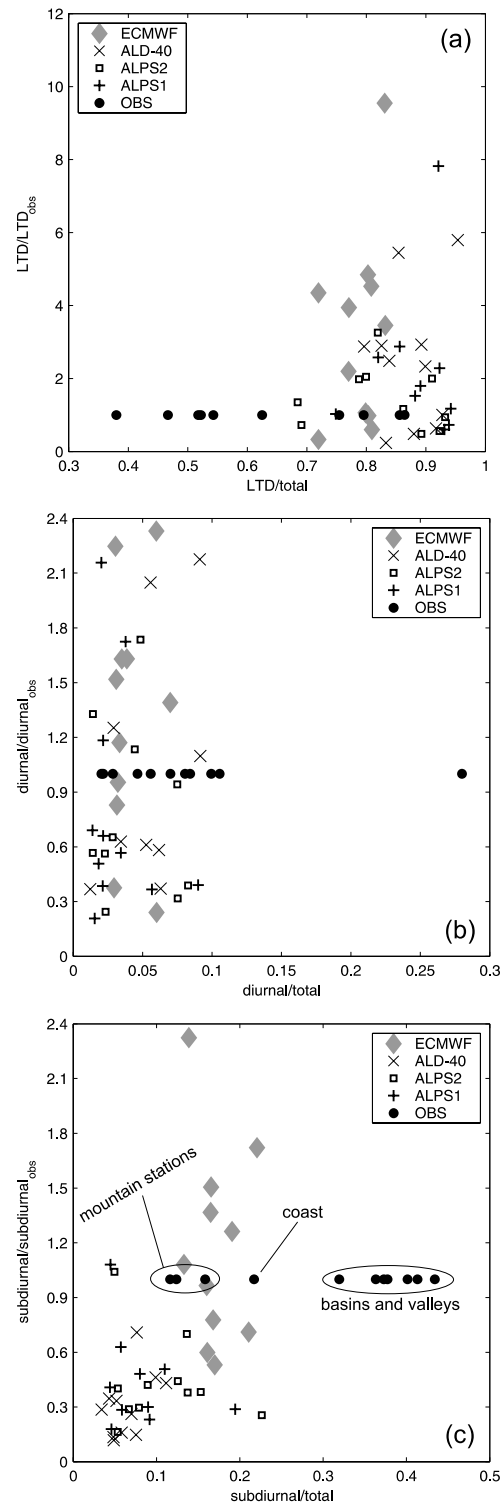 ECMWF
ALD-40
ALPS2
ALPS1
OBS
(a)
12
10
8
6
4
2
0
LTD/LTDobs
0.3 0.4 0.5 0.6 0.7 0.8 0.9 1
LTD/total
ECMWF
ALD-40
ALPS2
ALPS1
OBS
2.4
2.1
1.8
1.5
1.2
0.9
0.6
0.3
0
diurnal/diurnalobs
(b)
0 0.05 0.1 0.15 0.2 0.25 0.3
diurnal/total
ECMWF
ALD-40
ALPS2
ALPS1
OBS
2.4
2.1
1.8
1.5
1.2
0.9
0.6
0.3
0
subdiurnal/subdiurnalobs
mountain stations
coast
basins and valleys
(c)
0 0.1 0.2 0.3 0.4 0.5
subdiurnal/total